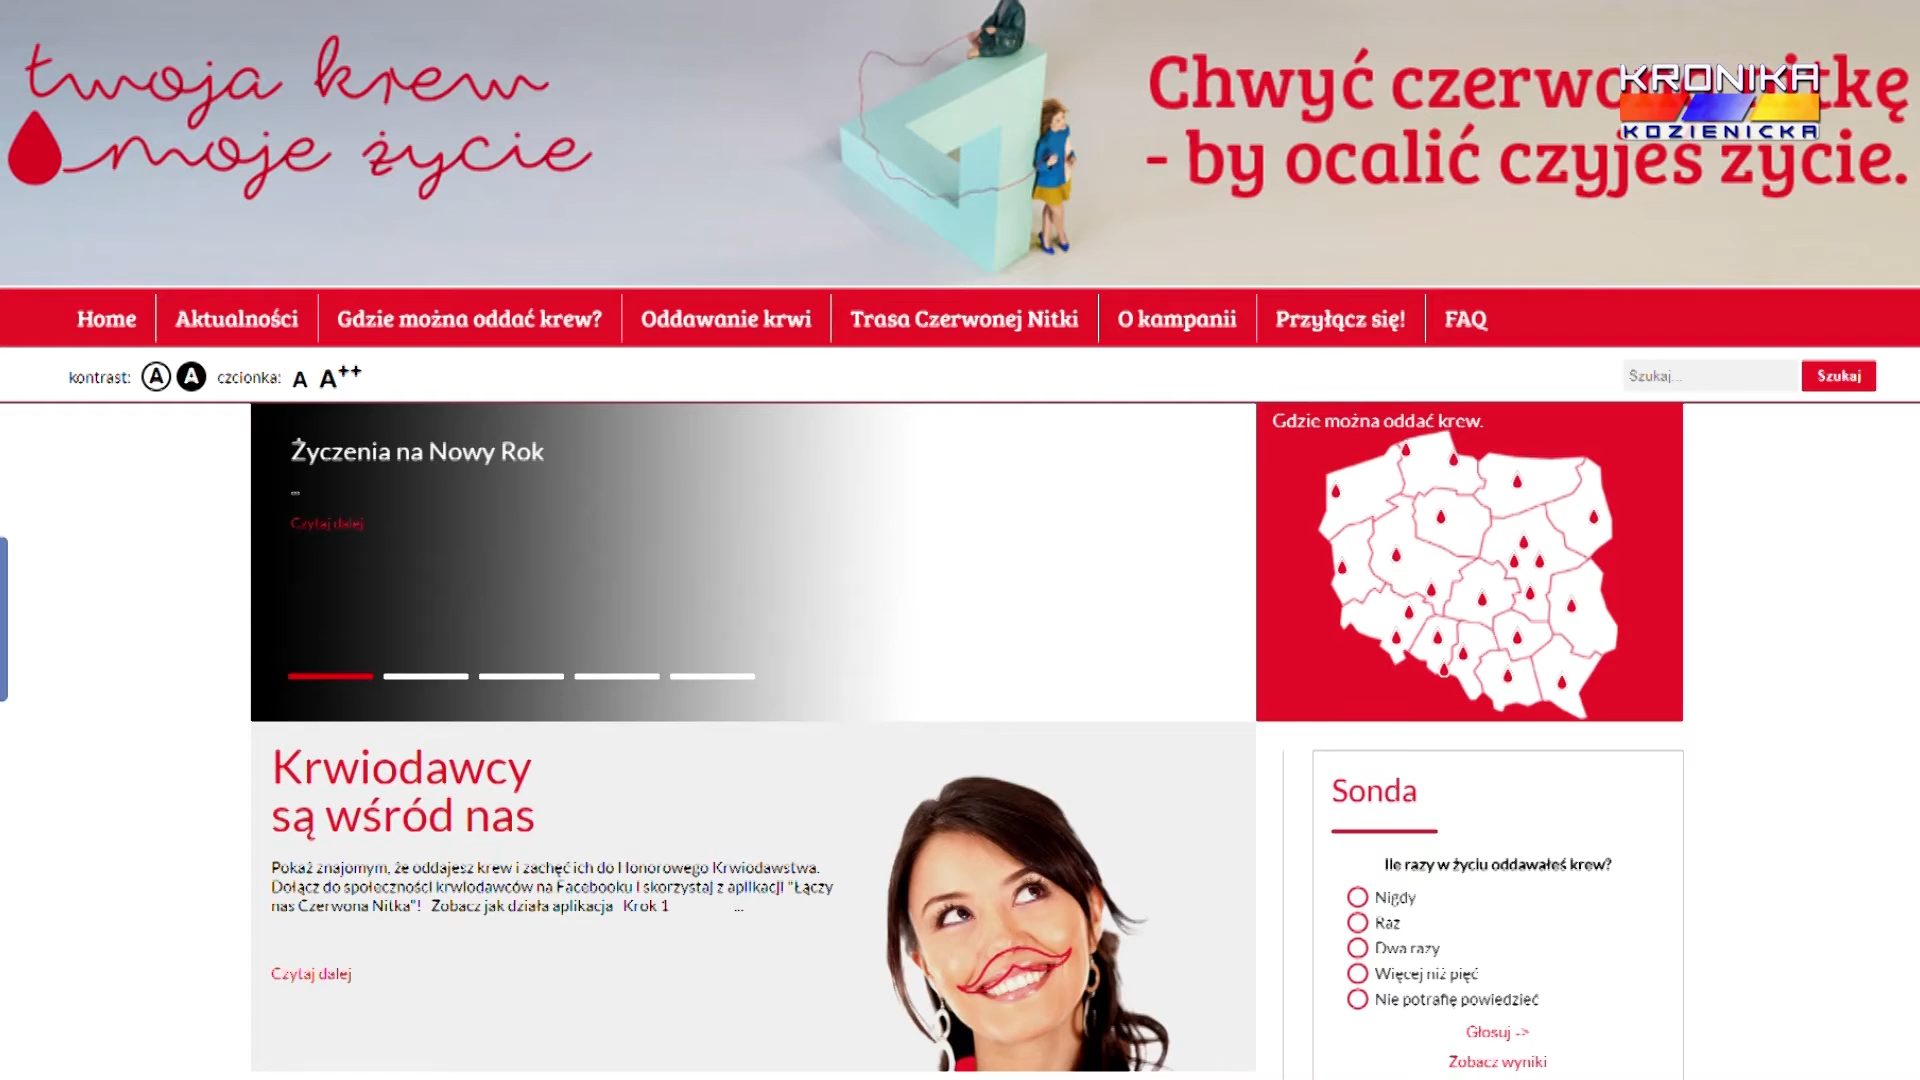 twoja krew
moje życie
Chwyć czerwo itkę
- by ocalić czyjeś życie.
KRONIKA
KOZIENICKA
Home
Aktualności
Gdzie można oddać krew?
Oddawanie krwi
Trasa Czerwonej Nitki
O kampanii
Przyłącz się!
FAQ
kontrast: A A czcionka: A A++
Szukaj...
Szukaj
Życzenia na Nowy Rok
...
Czytaj dalej
Gdzie można oddać krew.
Krwiodawcy
są wśród nas
Pokaż znajomym, że oddajesz krew i zachęć ich do Honorowego Krwiodawstwa.
Dołącz do społeczności krwiodawców na Facebooku i skorzystaj z aplikacji "Łączy
nas Czerwona Nitka"! Zobacz jak działa aplikacja Krok 1 ...
Czytaj dalej
Sonda
Ile razy w życiu oddawałeś krew?
Nigdy
Raz
Dwa razy
Więcej niż pięć
Nie potrafię powiedzieć
Głosuj ->
Zobacz wyniki